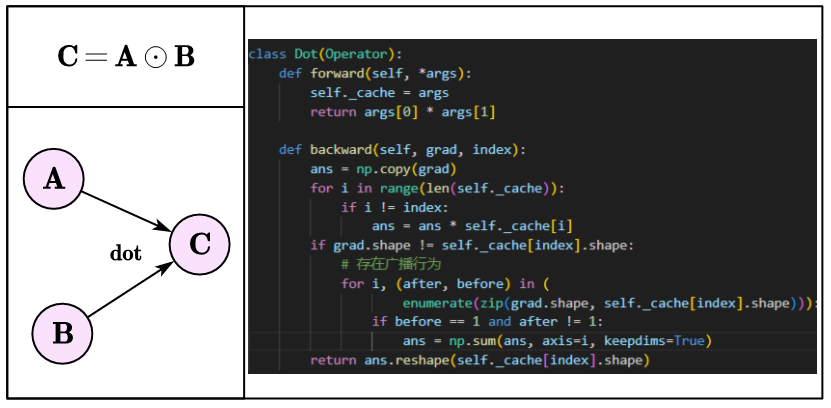 C = A ⊙ B
A
dot
C
B
class Dot(Operator):
    def forward(self, *args):
        self._cache = args
        return args[0] * args[1]

    def backward(self, grad, index):
        ans = np.copy(grad)
        for i in range(len(self._cache)):
            if i != index:
                ans = ans * self._cache[i]
        if grad.shape != self._cache[index].shape:
            # 存在广播行为
            for i, (after, before) in (
                    enumerate(zip(grad.shape, self._cache[index].shape))):
                if before == 1 and after != 1:
                    ans = np.sum(ans, axis=i, keepdims=True)
        return ans.reshape(self._cache[index].shape)